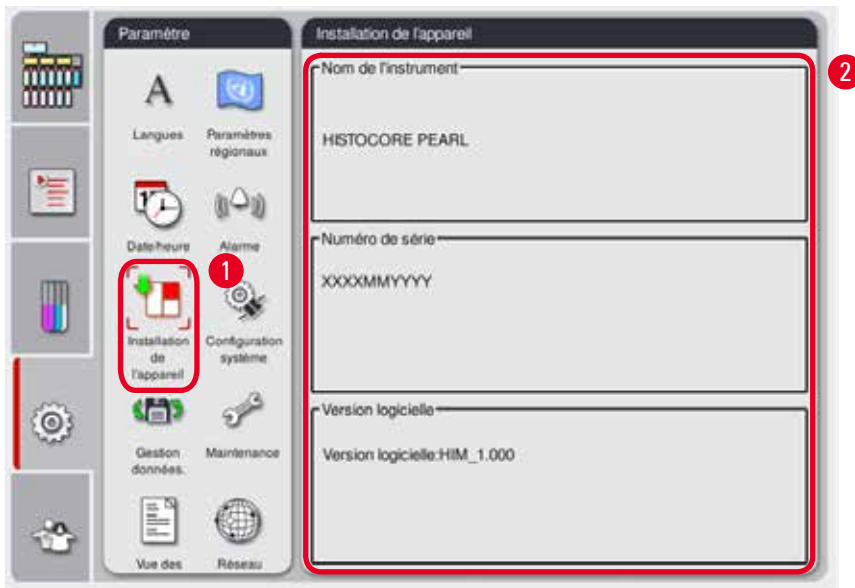 Paramètre
Installation de l'appareil
Langues
Paramètres
régionaux
Date/heure
Alarme
1
Installation
de
l'appareil
Configuration
système
Gestion
données.
Maintenance
Vue des
Réseau
2
Nom de l'instrument
HISTOCORE PEARL
Numéro de série
XXXXMMYYYY
Version logicielle
Version logicielle:HIM_1.000